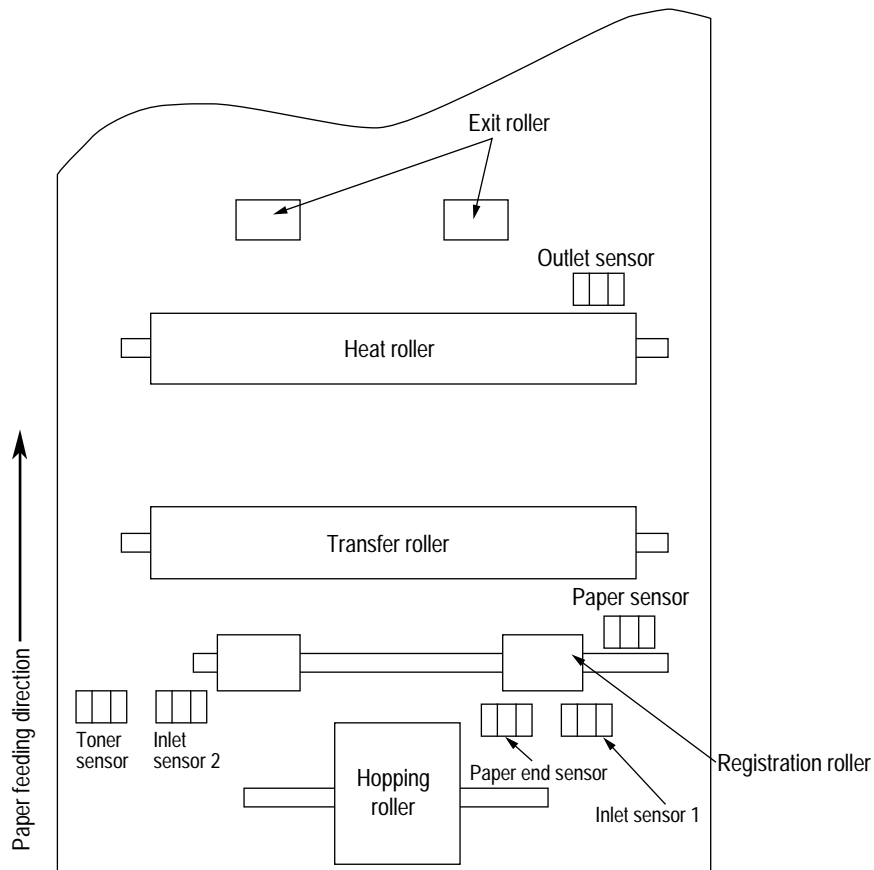 Exit roller
Outlet sensor
Heat roller
Transfer roller
Paper sensor
Paper feeding direction
Toner
sensor
Inlet
sensor 2
Hopping
roller
Paper end sensor
Registration roller
Inlet sensor 1